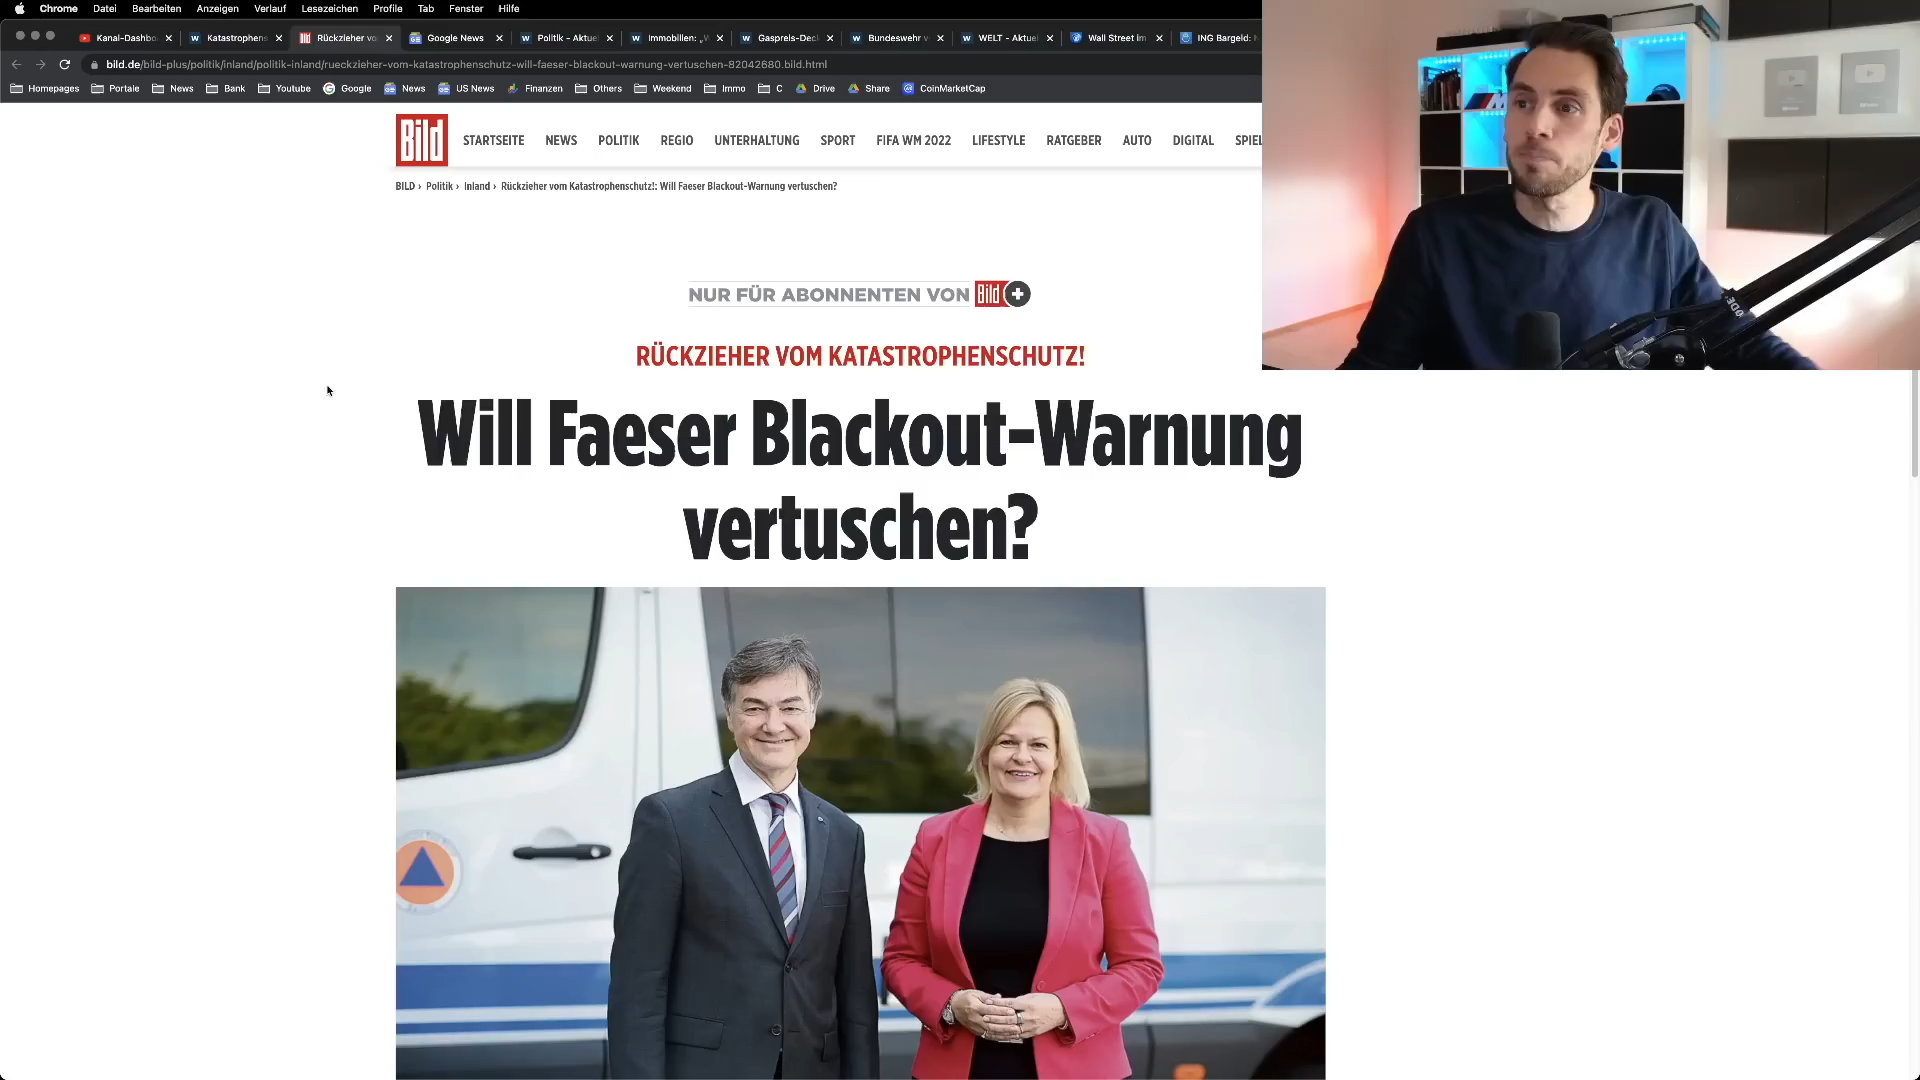 Chrome Datei Bearbeiten Anzeigen Verlauf Lesezeichen Profile Tab Fenster Hilfe
Kanal-Dashbo Katastrophens Rückzieher vo Google News Politik - Aktue Immobilien: „W Gaspreis-Decl Bundeswehr v WELT - Aktuel Wall Street im ING Bargeld:
bild.de/bild-plus/politik/inland/politik-inland/rueckzieher-vom-katastrophenschutz-will-faeser-blackout-warnung-vertuschen-82042680.bild.html
Homepages Portale News Bank Youtube Google News US News Finanzen Others Weekend Immo C Drive Share CoinMarketCap
Bild STARTSEITE NEWS POLITIK REGIO UNTERHALTUNG SPORT FIFA WM 2022 LIFESTYLE RATGEBER AUTO DIGITAL SPIEL
BILD › Politik › Inland › Rückzieher vom Katastrophenschutz!: Will Faeser Blackout-Warnung vertuschen?
NUR FÜR ABONNENTEN VON Bild +
RÜCKZIEHER VOM KATASTROPHENSCHUTZ!
Will Faeser Blackout-Warnung
vertuschen?